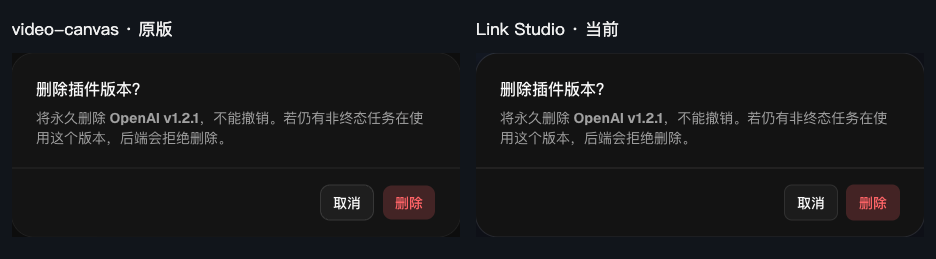 video-canvas · 原版
删除插件版本?
将永久删除 OpenAI v1.2.1，不能撤销。若仍有非终态任务在使
用这个版本，后端会拒绝删除。
取消
删除
Link Studio · 当前
删除插件版本?
将永久删除 OpenAI v1.2.1，不能撤销。若仍有非终态任务在使
用这个版本，后端会拒绝删除。
取消
删除